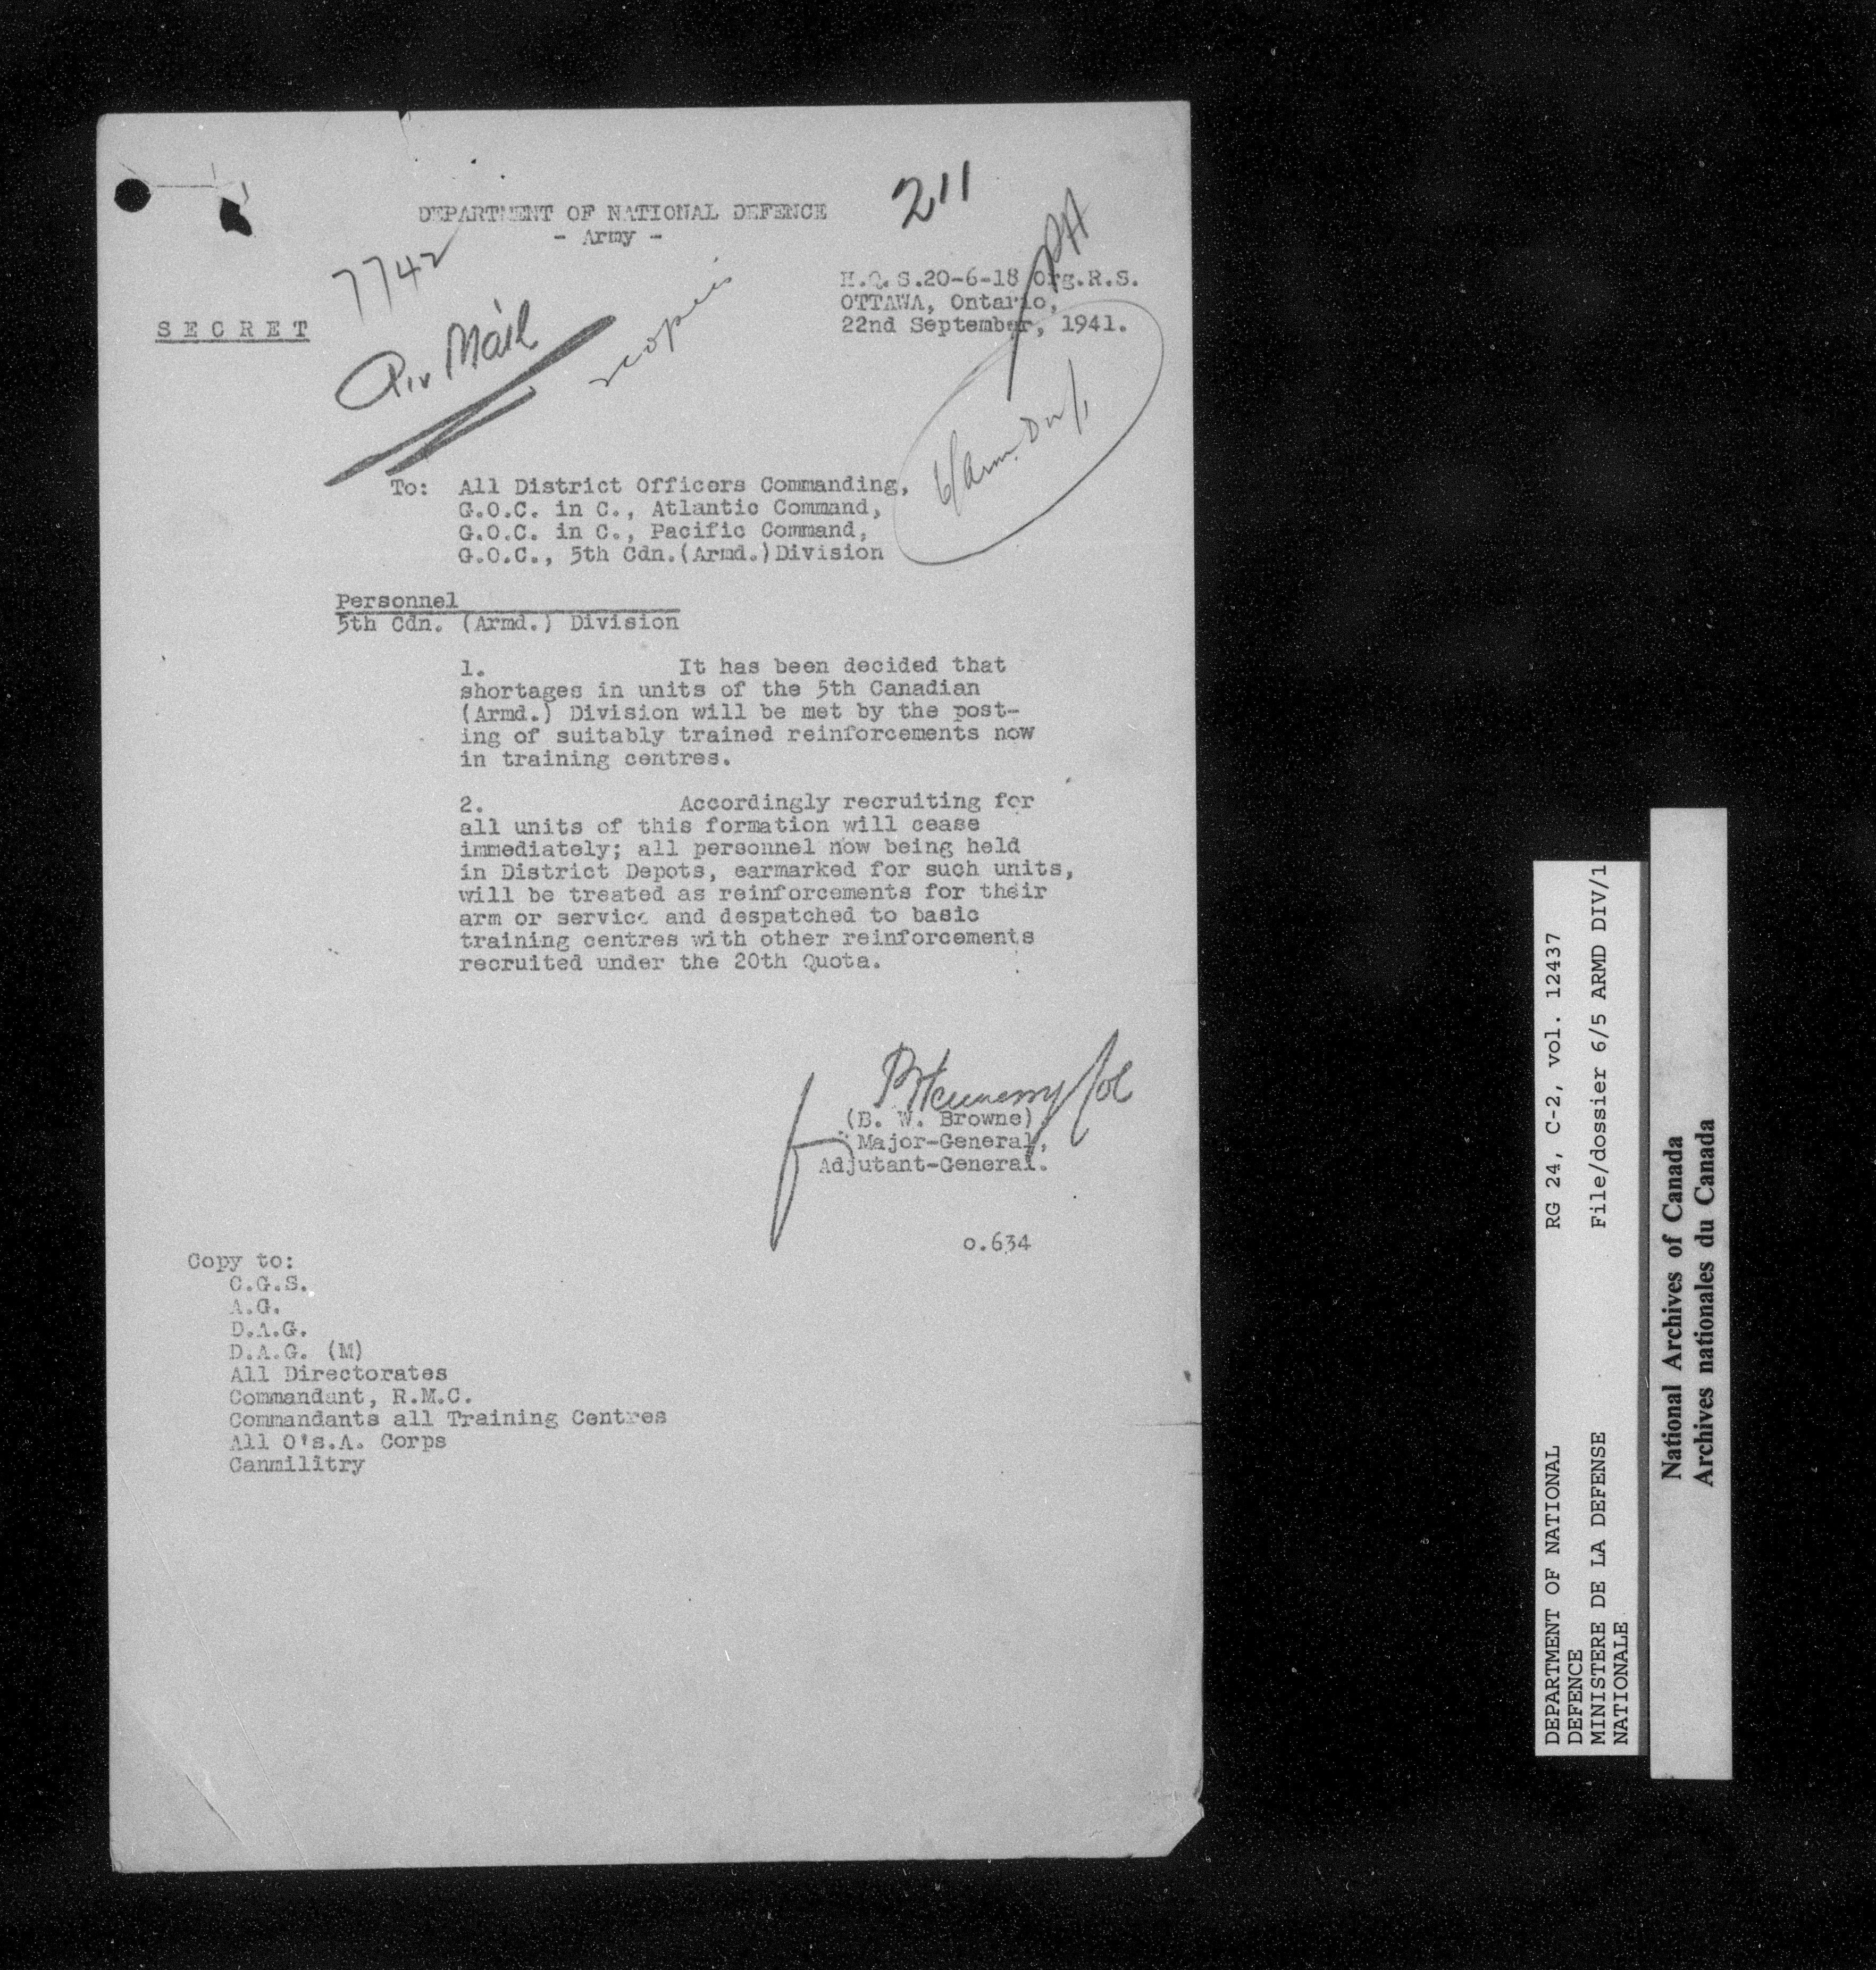 211
DEPARTMENT OF NATIONAL DEFENCE
- Army -
7742
PA
H.Q.S.20-6-18 Org.R.S.
OTTAWA, Ontario,
22nd September, 1941.
SECRET
Air Mail
2 copies
6/Arm. Div/1
To: All District Officers Commanding,
G.O.C. in C., Atlantic Command,
G.O.C. in C., Pacific Command,
G.O.C., 5th Cdn.(Armd.)Division
Personnel
5th Cdn. (Armd.) Division
1. It has been decided that
shortages in units of the 5th Canadian
(Armd.) Division will be met by the post-
ing of suitably trained reinforcements now
in training centres.
2. Accordingly recruiting for
all units of this formation will cease
immediately; all personnel now being held
in District Depots, earmarked for such units,
will be treated as reinforcements for their
arm or service and despatched to basic
training centres with other reinforcements
recruited under the 20th Quota.
(B. W. Browne)
Major-General,
Adjutant-General.
o.634
Copy to:
C.G.S.
A.G.
D.A.G.
D.A.G. (M)
All Directorates
Commandant, R.M.C.
Commandants all Training Centres
All O's.A. Corps
Canmilitry
DEPARTMENT OF NATIONAL
DEFENCE
MINISTERE DE LA DEFENSE
NATIONALE
RG 24, C-2, vol. 12437
File/dossier 6/5 ARMD DIV/1
National Archives of Canada
Archives nationales du Canada